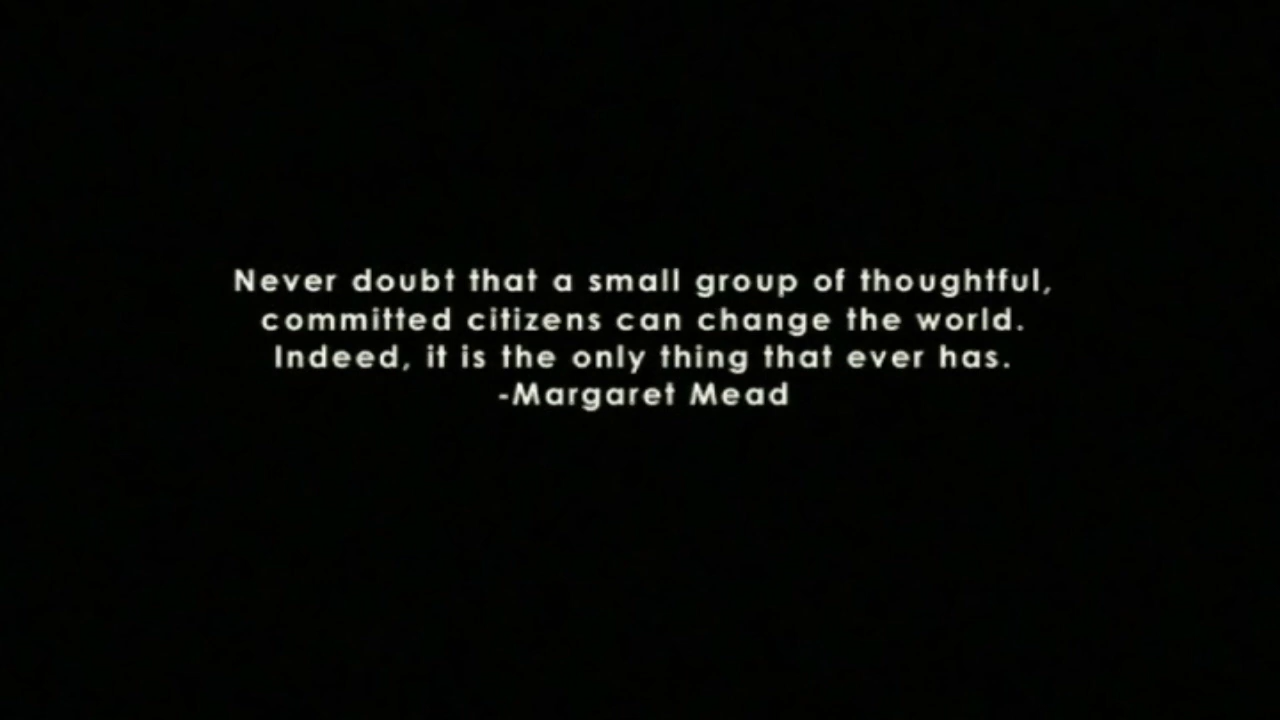 Never doubt that a small group of thoughtful,
committed citizens can change the world.
Indeed, it is the only thing that ever has.
-Margaret Mead